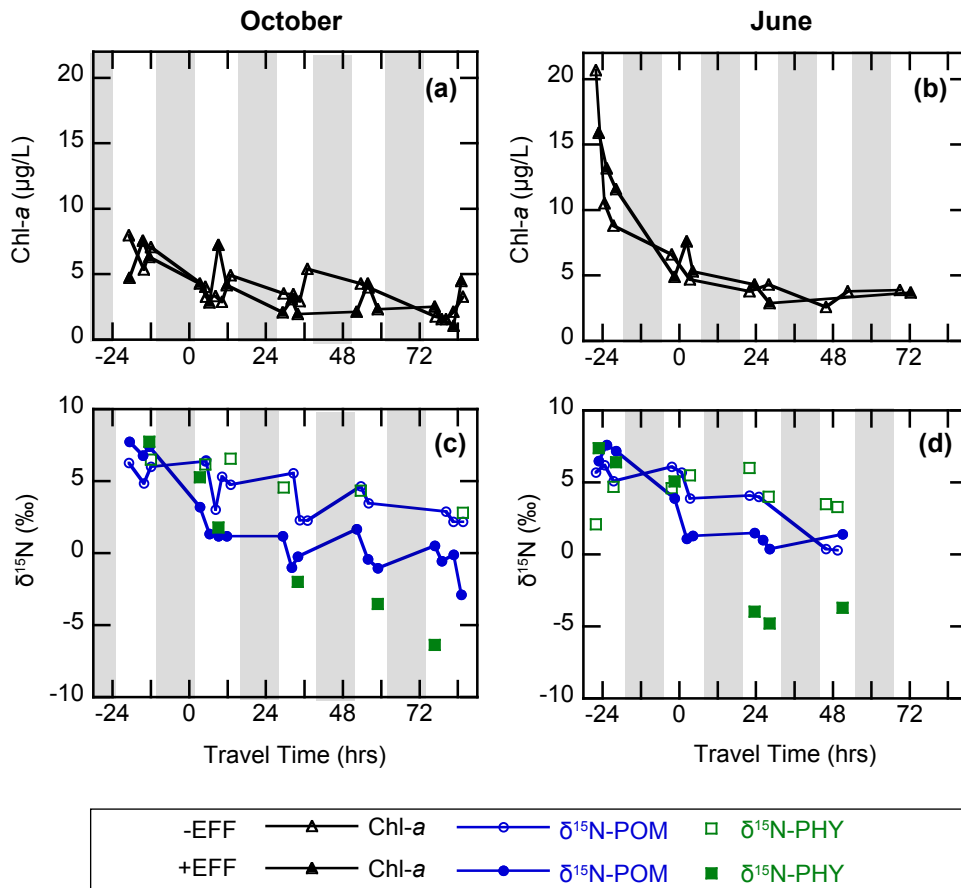 October June
20
15
10
5
0
Chl-a (µg/L)
(a)
-24 0 24 48 72
20
15
10
5
0
Chl-a (µg/L)
(b)
-24 0 24 48 72
10
5
0
-5
-10
δ¹⁵N (‰)
(c)
-24 0 24 48 72
Travel Time (hrs)
10
5
0
-5
-10
δ¹⁵N (‰)
(d)
-24 0 24 48 72
Travel Time (hrs)
-EFF Chl-a δ¹⁵N-POM δ¹⁵N-PHY
+EFF Chl-a δ¹⁵N-POM δ¹⁵N-PHY